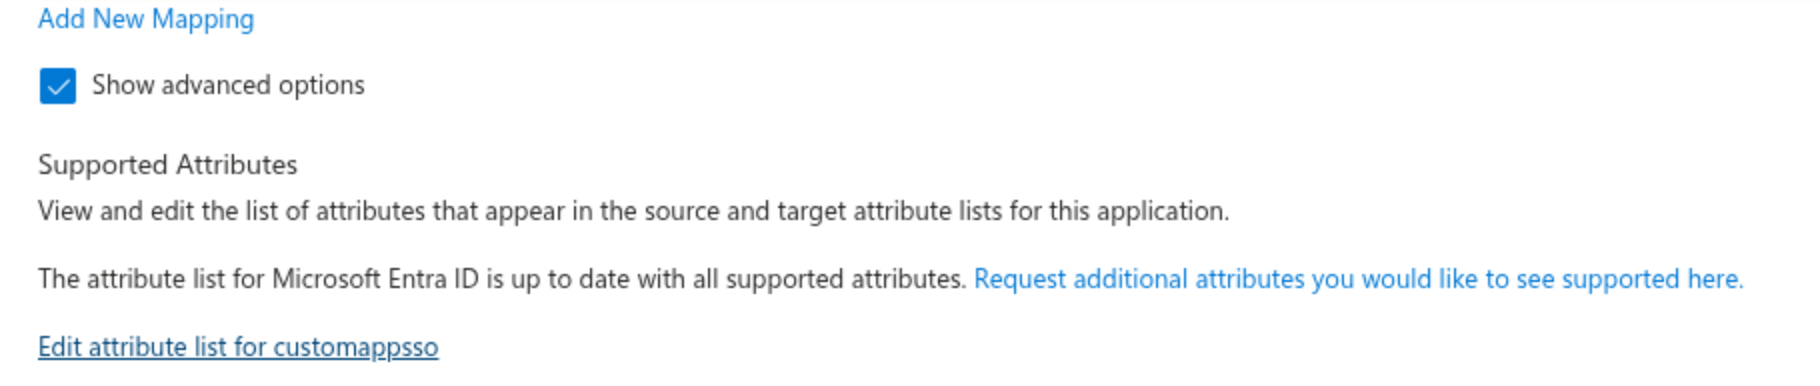 Add New Mapping
Show advanced options
Supported Attributes
View and edit the list of attributes that appear in the source and target attribute lists for this application.
The attribute list for Microsoft Entra ID is up to date with all supported attributes. Request additional attributes you would like to see supported here.
Edit attribute list for customappsso